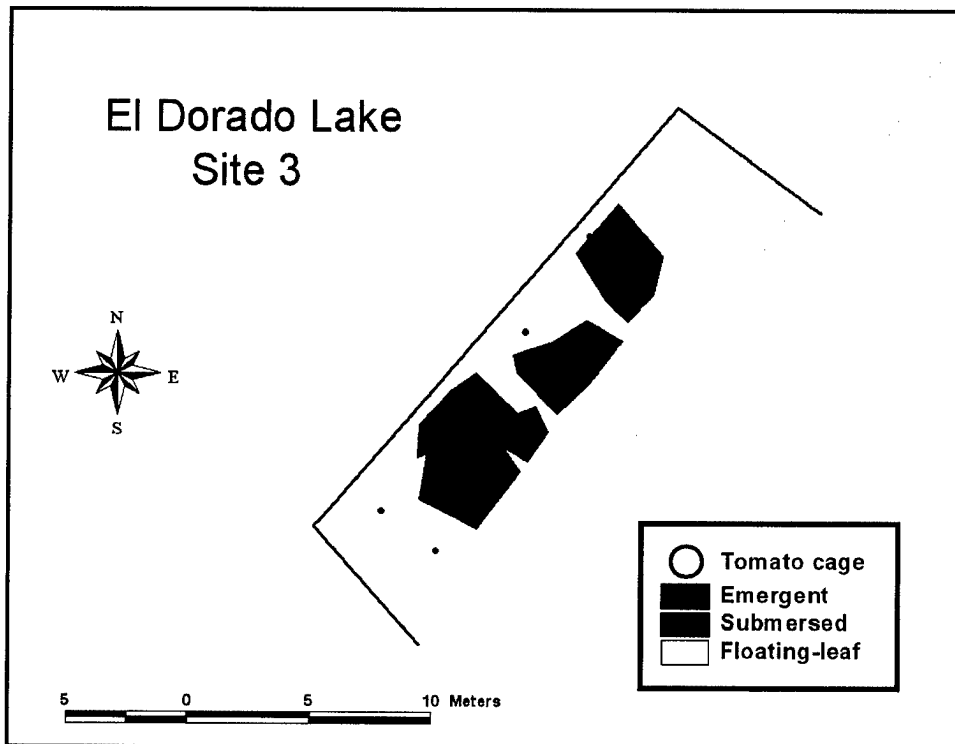 El Dorado Lake
Site 3
N
W E
S
Tomato cage
Emergent
Submersed
Floating-leaf
5 0 5 10 Meters